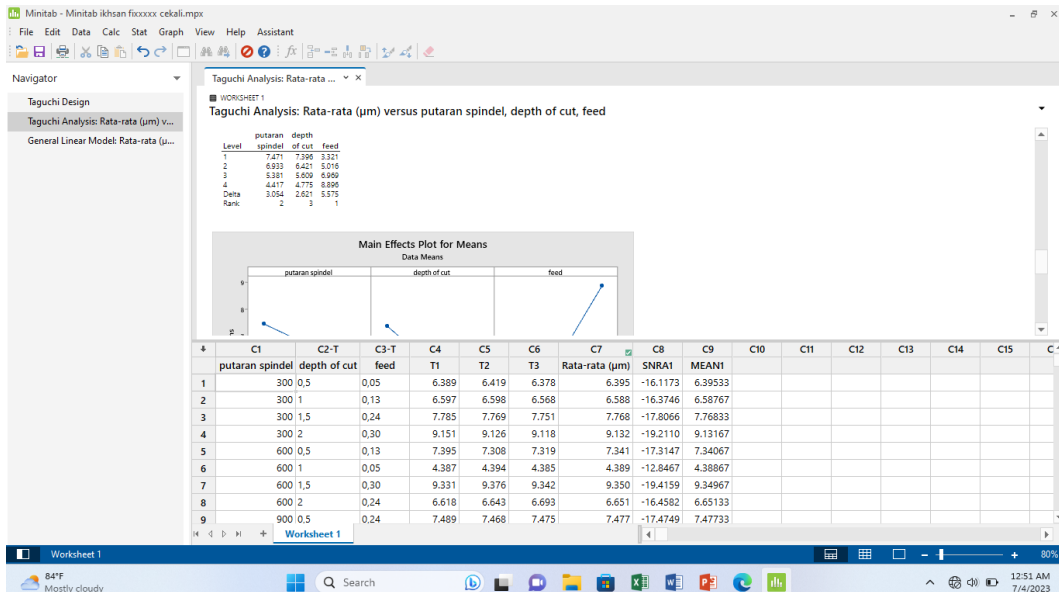 Minitab - Minitab ikhsan fixxxxx cekali.mpx
File Edit Data Calc Stat Graph View Help Assistant
Navigator
Taguchi Analysis: Rata-rata ...
Taguchi Design
Taguchi Analysis: Rata-rata (µm) v...
General Linear Model: Rata-rata (µ...
WORKSHEET 1
Taguchi Analysis: Rata-rata (µm) versus putaran spindel, depth of cut, feed
putaran depth
Level spindel of cut feed
1 7.471 7.396 3.321
2 6.933 6.421 5.016
3 5.381 5.609 6.969
4 4.417 4.775 8.896
Delta 3.054 2.621 5.575
Rank 2 3 1
Main Effects Plot for Means
Data Means
putaran spindel depth of cut feed
9
8
C1 C2-T C3-T C4 C5 C6 C7 C8 C9 C10 C11 C12 C13 C14 C15
putaran spindel depth of cut feed T1 T2 T3 Rata-rata (µm) SNRA1 MEAN1
1 300 0,5 0,05 6.389 6.419 6.378 6.395 -16.1173 6.39533
2 300 1 0,13 6.597 6.598 6.568 6.588 -16.3746 6.58767
3 300 1,5 0,24 7.785 7.769 7.751 7.768 -17.8066 7.76833
4 300 2 0,30 9.151 9.126 9.118 9.132 -19.2110 9.13167
5 600 0,5 0,13 7.395 7.308 7.319 7.341 -17.3147 7.34067
6 600 1 0,05 4.387 4.394 4.385 4.389 -12.8467 4.38867
7 600 1,5 0,30 9.331 9.376 9.342 9.350 -19.4159 9.34967
8 600 2 0,24 6.618 6.643 6.693 6.651 -16.4582 6.65133
9 900 0,5 0,24 7.489 7.468 7.475 7.477 -17.4749 7.47733
Worksheet 1
Worksheet 1
80%
84°F
Mostly cloudy
Search
12:51 AM
7/4/2023